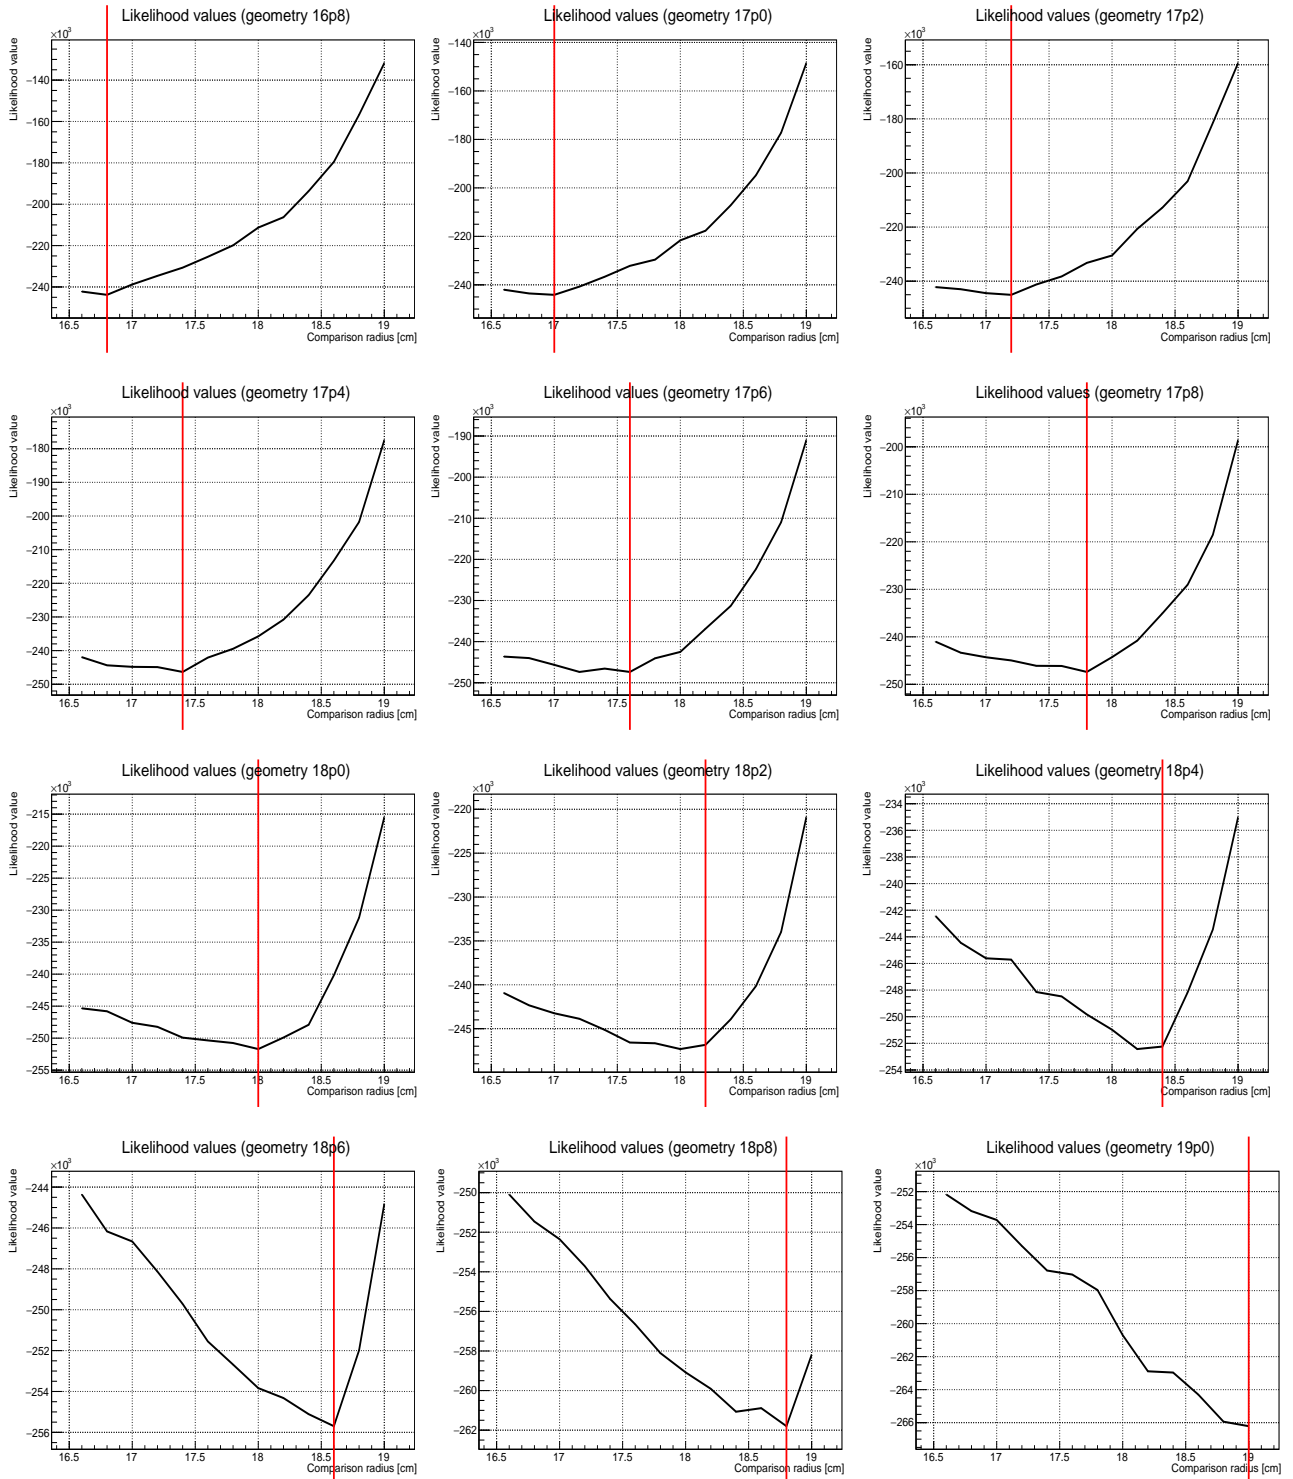 Likelihood values (geometry 16p8)
×10³
Likelihood value
−140
−160
−180
−200
−220
−240
16.5 17 17.5 18 18.5 19
Comparison radius [cm]
Likelihood values (geometry 17p0)
×10³
Likelihood value
−140
−160
−180
−200
−220
−240
16.5 17 17.5 18 18.5 19
Comparison radius [cm]
Likelihood values (geometry 17p2)
×10³
Likelihood value
−160
−180
−200
−220
−240
16.5 17 17.5 18 18.5 19
Comparison radius [cm]
Likelihood values (geometry 17p4)
×10³
Likelihood value
−180
−190
−200
−210
−220
−230
−240
−250
16.5 17 17.5 18 18.5 19
Comparison radius [cm]
Likelihood values (geometry 17p6)
×10³
Likelihood value
−190
−200
−210
−220
−230
−240
−250
16.5 17 17.5 18 18.5 19
Comparison radius [cm]
Likelihood values (geometry 17p8)
×10³
Likelihood value
−200
−210
−220
−230
−240
−250
16.5 17 17.5 18 18.5 19
Comparison radius [cm]
Likelihood values (geometry 18p0)
×10³
Likelihood value
−215
−220
−225
−230
−235
−240
−245
−250
−255
16.5 17 17.5 18 18.5 19
Comparison radius [cm]
Likelihood values (geometry 18p2)
×10³
Likelihood value
−220
−225
−230
−235
−240
−245
16.5 17 17.5 18 18.5 19
Comparison radius [cm]
Likelihood values (geometry 18p4)
×10³
Likelihood value
−234
−236
−238
−240
−242
−244
−246
−248
−250
−252
−254
16.5 17 17.5 18 18.5 19
Comparison radius [cm]
Likelihood values (geometry 18p6)
×10³
Likelihood value
−244
−246
−248
−250
−252
−254
−256
16.5 17 17.5 18 18.5 19
Comparison radius [cm]
Likelihood values (geometry 18p8)
×10³
Likelihood value
−250
−252
−254
−256
−258
−260
−262
16.5 17 17.5 18 18.5 19
Comparison radius [cm]
Likelihood values (geometry 19p0)
×10³
Likelihood value
−252
−254
−256
−258
−260
−262
−264
−266
16.5 17 17.5 18 18.5 19
Comparison radius [cm]